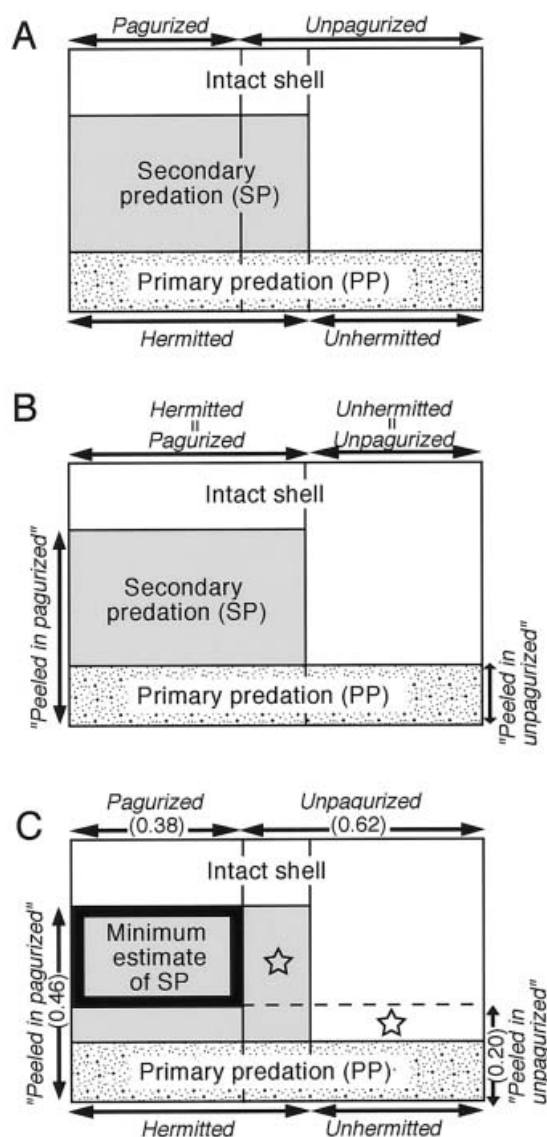 A
Pagurized
Unpagurized
Intact shell
Secondary
predation (SP)
Primary predation (PP)
Hermitted
Unhermitted
B
Hermitted
=
Pagurized
Unhermitted
=
Unpagurized
Intact shell
"Peeled in pagurized"
Secondary
predation (SP)
Primary predation (PP)
"Peeled in
unpagurized"
C
Pagurized
(0.38)
Unpagurized
(0.62)
Intact shell
"Peeled in pagurized"
(0.46)
Minimum
estimate
of SP
Primary predation (PP)
(0.20)
"Peeled in
unpagurized"
Hermitted
Unhermitted